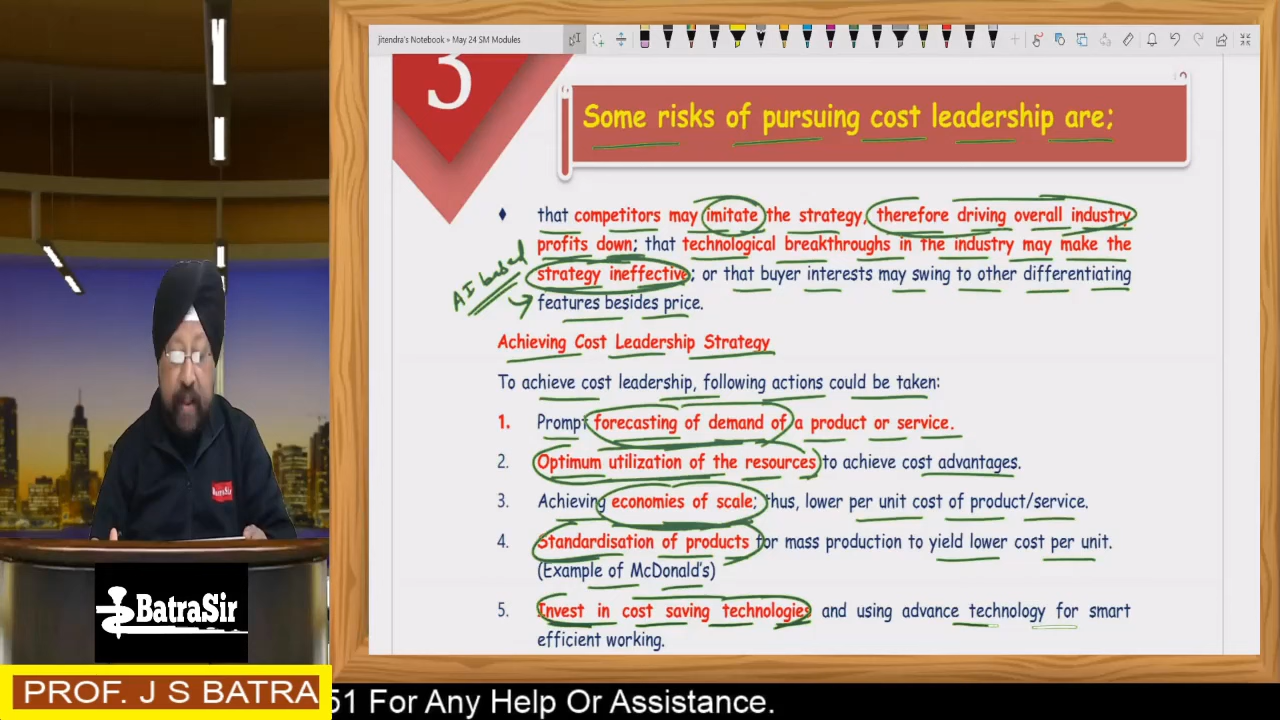 jitendra's Notebook » May 24 SM Modules
3
Some risks of pursuing cost leadership are;
♦ that competitors may imitate the strategy, therefore driving overall industry
profits down; that technological breakthroughs in the industry may make the
strategy ineffective; or that buyer interests may swing to other differentiating
features besides price.
AI based
Achieving Cost Leadership Strategy
To achieve cost leadership, following actions could be taken:
1. Prompt forecasting of demand of a product or service.
2. Optimum utilization of the resources to achieve cost advantages.
3. Achieving economies of scale; thus, lower per unit cost of product/service.
4. Standardisation of products for mass production to yield lower cost per unit.
(Example of McDonald's)
5. Invest in cost saving technologies and using advance technology for smart
efficient working.
BatraSir
BatraSir
PROF. J S BATRA
51 For Any Help Or Assistance.